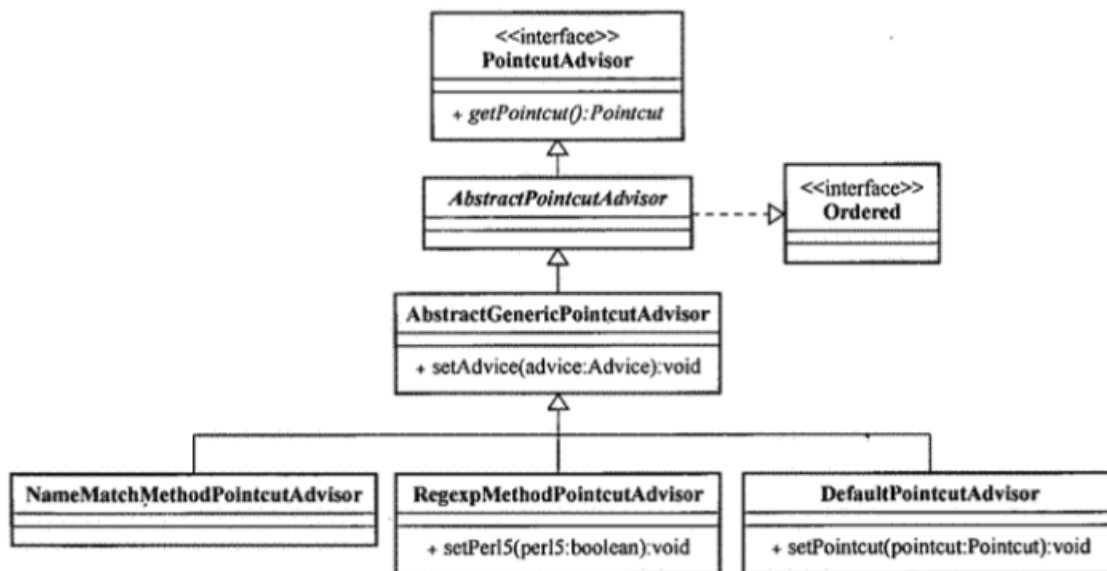 <<interface>>
PointcutAdvisor
+ getPointcut():Pointcut
AbstractPointcutAdvisor
<<interface>>
Ordered
AbstractGenericPointcutAdvisor
+ setAdvice(advice:Advice):void
NameMatchMethodPointcutAdvisor
RegexpMethodPointcutAdvisor
+ setPerl5(perl5:boolean):void
DefaultPointcutAdvisor
+ setPointcut(pointcut:Pointcut):void